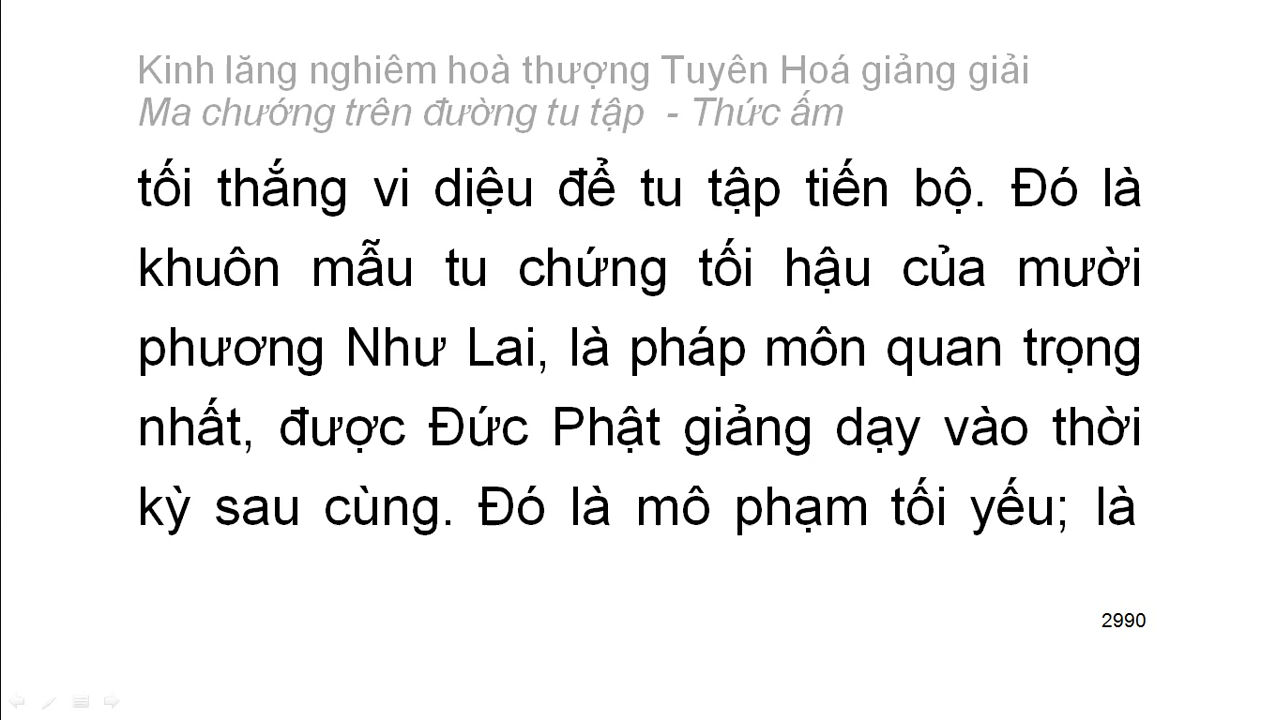 Kinh lăng nghiêm hoà thượng Tuyên Hoá giảng giải
Ma chướng trên đường tu tập - Thức ấm
tối thắng vi diệu để tu tập tiến bộ. Đó là
khuôn mẫu tu chứng tối hậu của mười
phương Như Lai, là pháp môn quan trọng
nhất, được Đức Phật giảng dạy vào thời
kỳ sau cùng. Đó là mô phạm tối yếu; là
2990